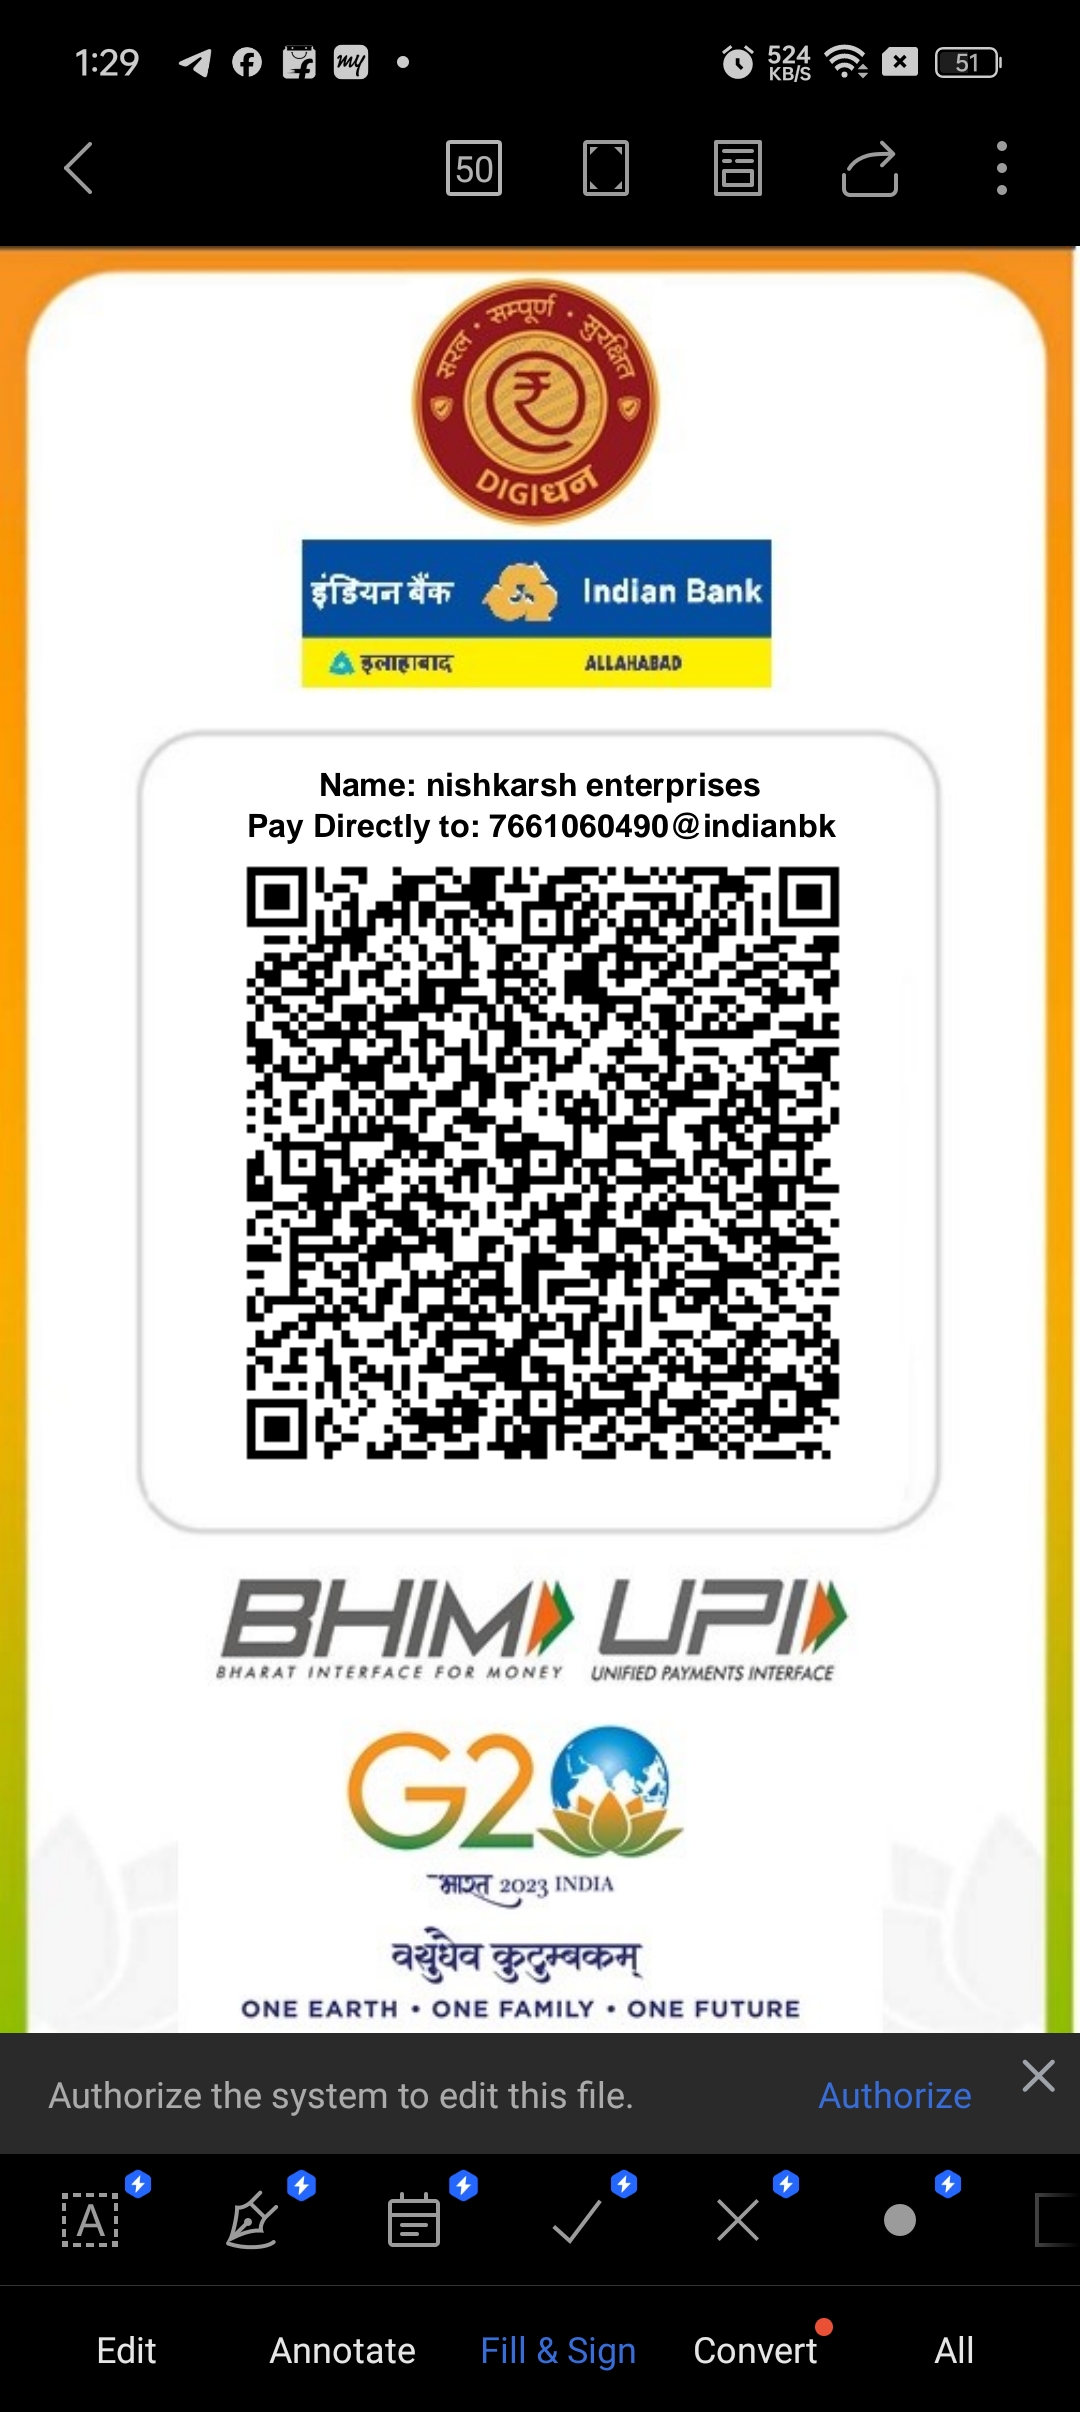 1:29
my
524
KB/S
51
50
सरल · सम्पूर्ण · सुरक्षित
DIGIधन
इंडियन बैंक
Indian Bank
इलाहाबाद
ALLAHABAD
Name: nishkarsh enterprises
Pay Directly to: 7661060490@indianbk
BHIM UPI
BHARAT INTERFACE FOR MONEY
UNIFIED PAYMENTS INTERFACE
G20
भारत 2023 INDIA
वसुधैव कुटुम्बकम्
ONE EARTH • ONE FAMILY • ONE FUTURE
Authorize the system to edit this file.
Authorize
A
Edit
Annotate
Fill & Sign
Convert
All